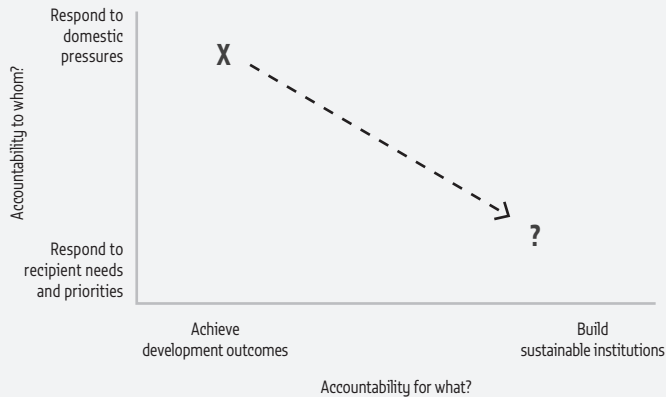 Respond to
domestic
pressures
Accountability to whom?
X
?
Respond to
recipient needs
and priorities
Achieve
development outcomes
Build
sustainable institutions
Accountability for what?